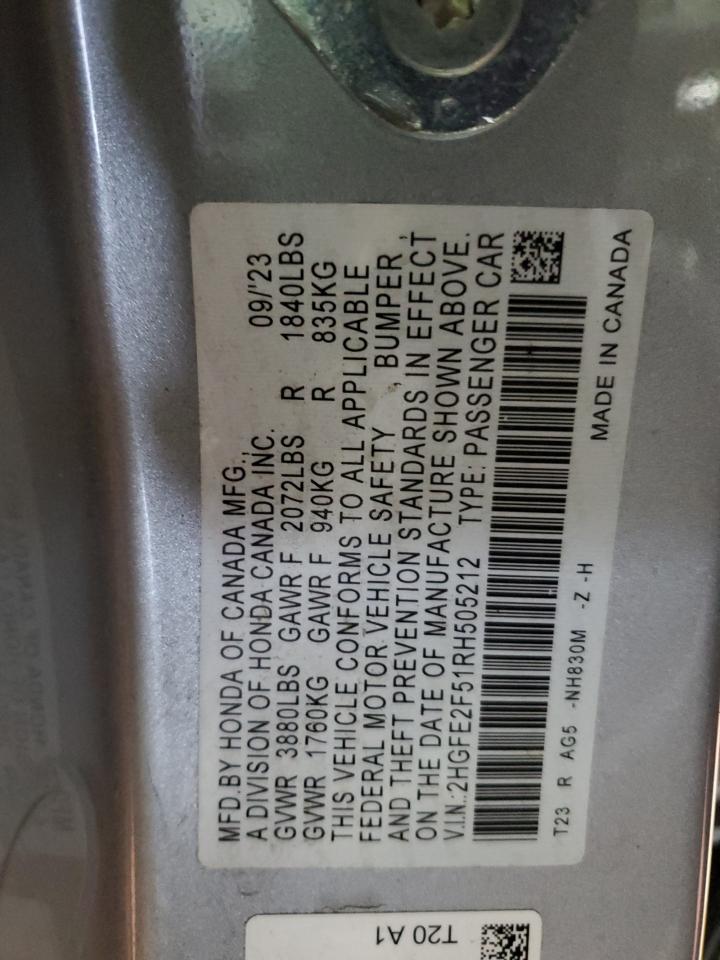 MFD.BY HONDA OF CANADA MFG.,
A DIVISION OF HONDA CANADA INC. 09/'23
GVWR 3880LBS GAWR F 2072LBS R 1840LBS
GVWR 1760KG GAWR F 940KG R 835KG
THIS VEHICLE CONFORMS TO ALL APPLICABLE
FEDERAL MOTOR VEHICLE SAFETY, BUMPER,
AND THEFT PREVENTION STANDARDS IN EFFECT
ON THE DATE OF MANUFACTURE SHOWN ABOVE.
V.I.N.:2HGFE2F51RH505212 TYPE: PASSENGER CAR
T23 R AG5 -NH830M -Z -H MADE IN CANADA
T20 A1